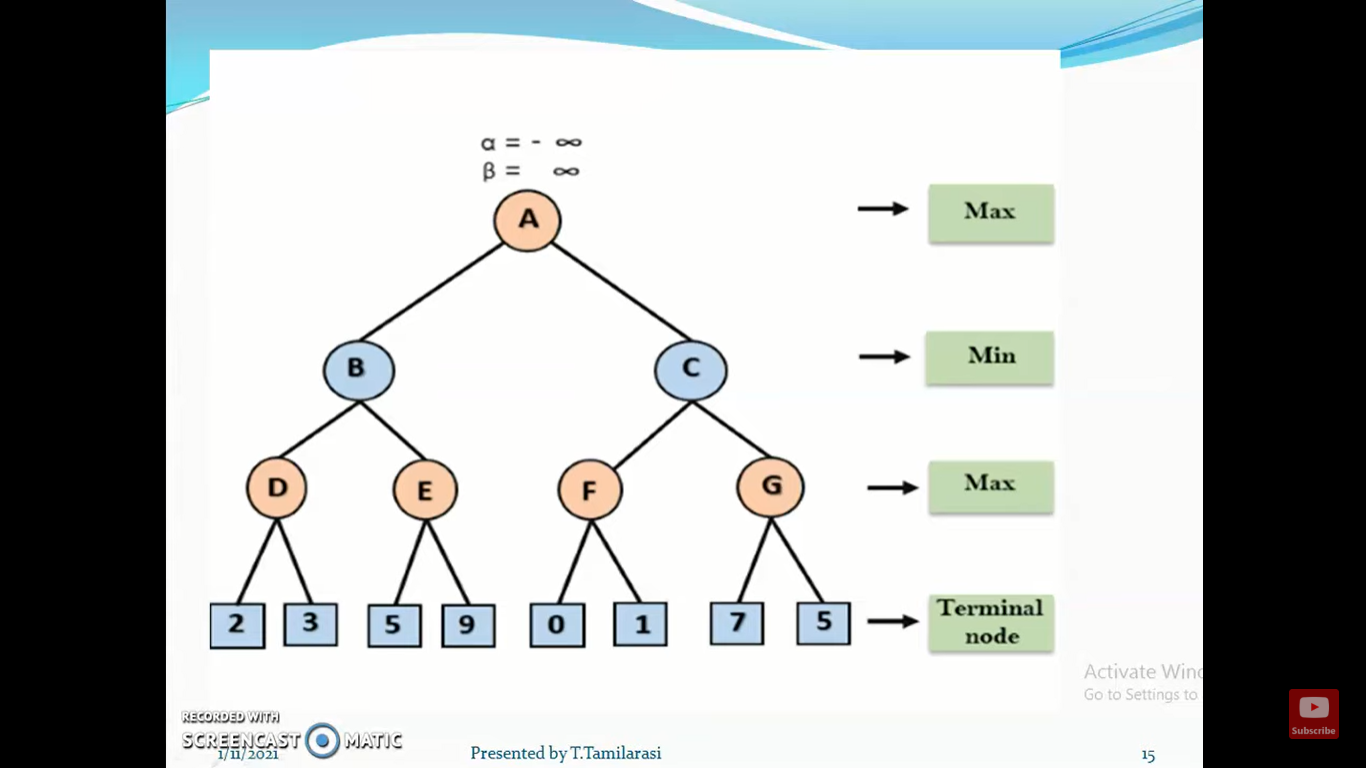 α = - ∞
β = ∞
A
Max
B
C
Min
D
E
F
G
Max
2
3
5
9
0
1
7
5
Terminal
node
Activate Wind
Go to Settings to
Subscribe
RECORDED WITH
SCREENCAST MATIC
1/11/2021
Presented by T.Tamilarasi
15